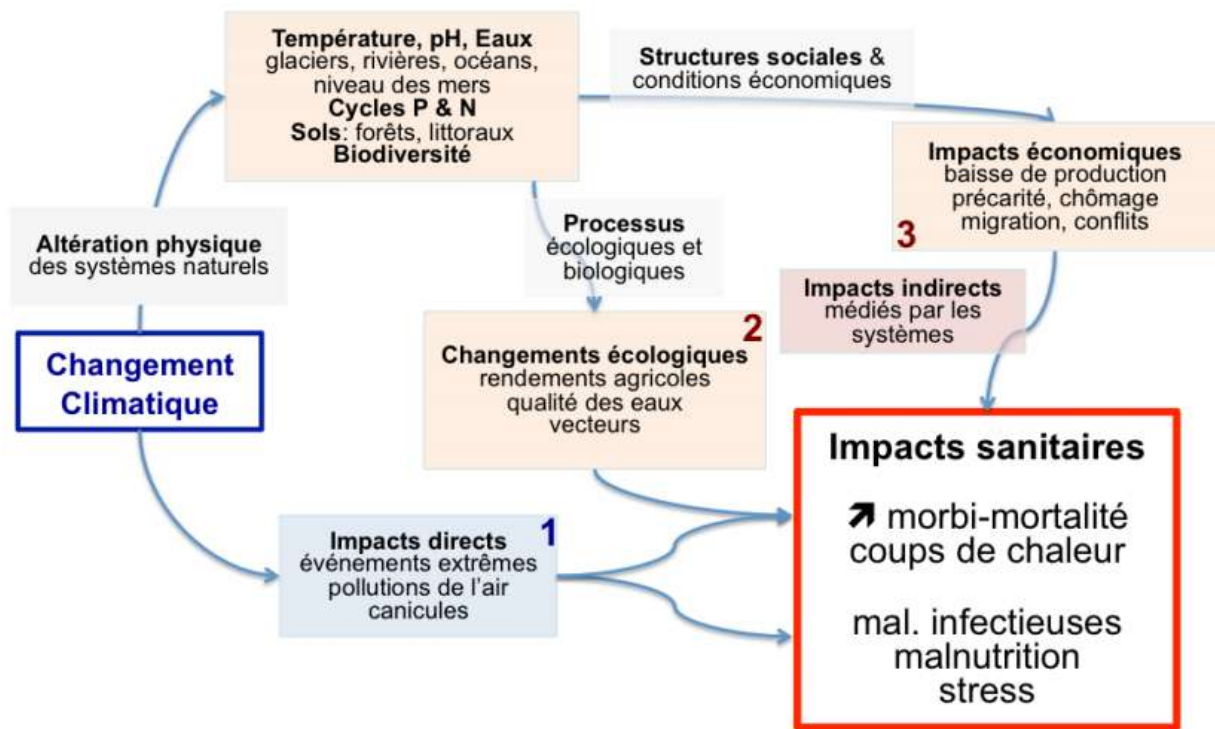 Température, pH, Eaux
glaciers, rivières, océans,
niveau des mers
Cycles P & N
Sols: forêts, littoraux
Biodiversité
Structures sociales &
conditions économiques
Impacts économiques
baisse de production
précarité, chômage
migration, conflits
3
Altération physique
des systèmes naturels
Processus
écologiques et
biologiques
Impacts indirects
médiés par les
systèmes
Changement
Climatique
2
Changements écologiques
rendements agricoles
qualité des eaux
vecteurs
1
Impacts directs
événements extrêmes
pollutions de l'air
canicules
Impacts sanitaires
↗ morbi-mortalité
coups de chaleur
mal. infectieuses
malnutrition
stress